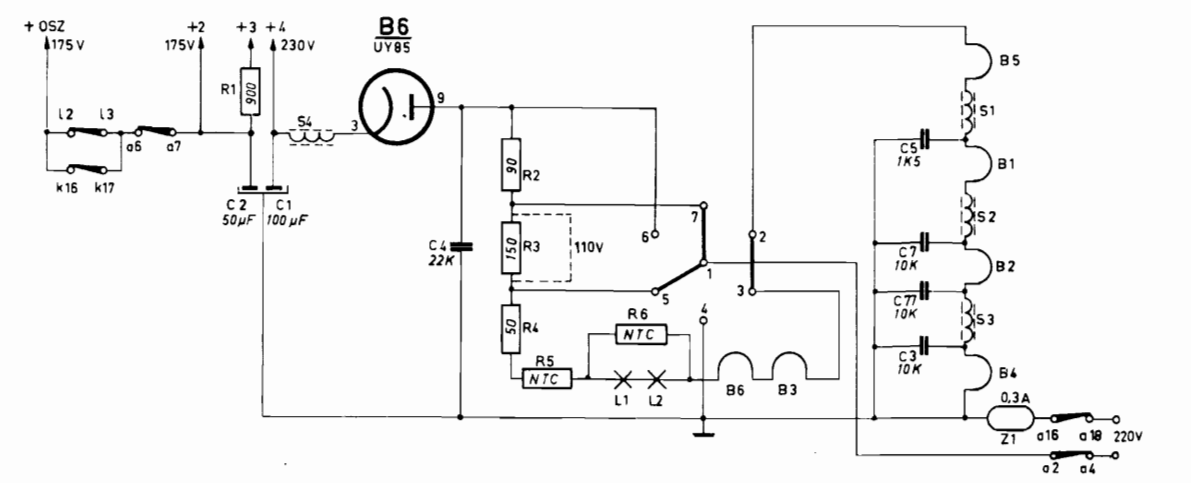 + OSZ
175 V
+2
175V
+3
+4
230V
B6
UY85
R1
900
S4
3
9
l2
l3
a6
a7
k16
k17
C2
50µF
C1
100µF
C4
22K
90
R2
150
R3
110V
50
R4
R5
NTC
R6
NTC
L1
L2
B6
B3
6
7
1
5
4
2
3
B5
S1
C5
1K5
B1
S2
C7
10K
B2
C77
10K
S3
C3
10K
B4
0,3A
Z1
a16
a18
220V
a2
a4